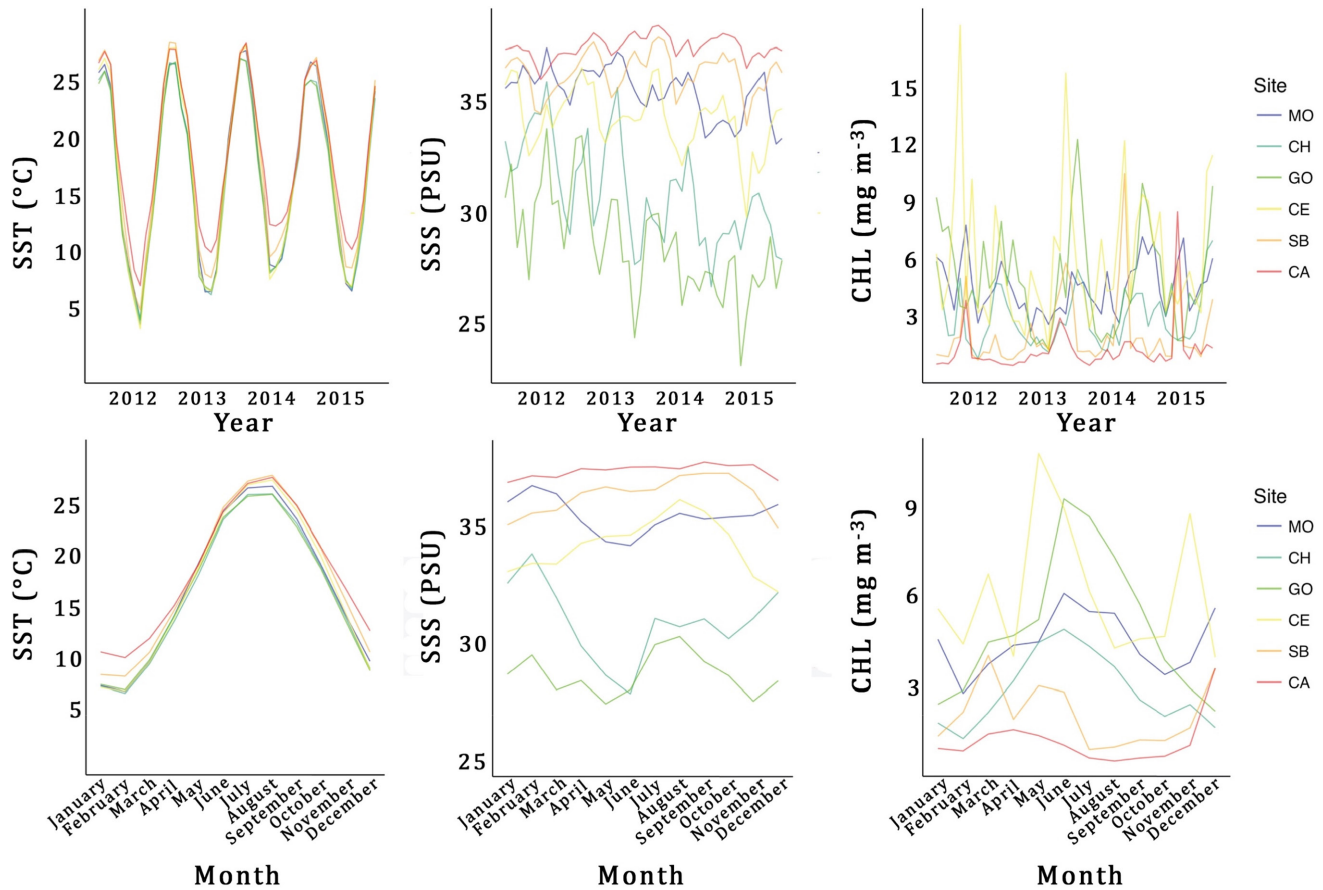 SST (°C)
25
20
15
10
5
2012 2013 2014 2015
Year
SSS (PSU)
35
30
25
2012 2013 2014 2015
Year
CHL (mg m-3)
15
12
9
6
3
2012 2013 2014 2015
Year
Site
MO
CH
GO
CE
SB
CA
SST (°C)
25
20
15
10
5
January
February
March
April
May
June
July
August
September
October
November
December
Month
SSS (PSU)
35
30
25
January
February
March
April
May
June
July
August
September
October
November
December
Month
CHL (mg m-3)
9
6
3
January
February
March
April
May
June
July
August
September
October
November
December
Month
Site
MO
CH
GO
CE
SB
CA